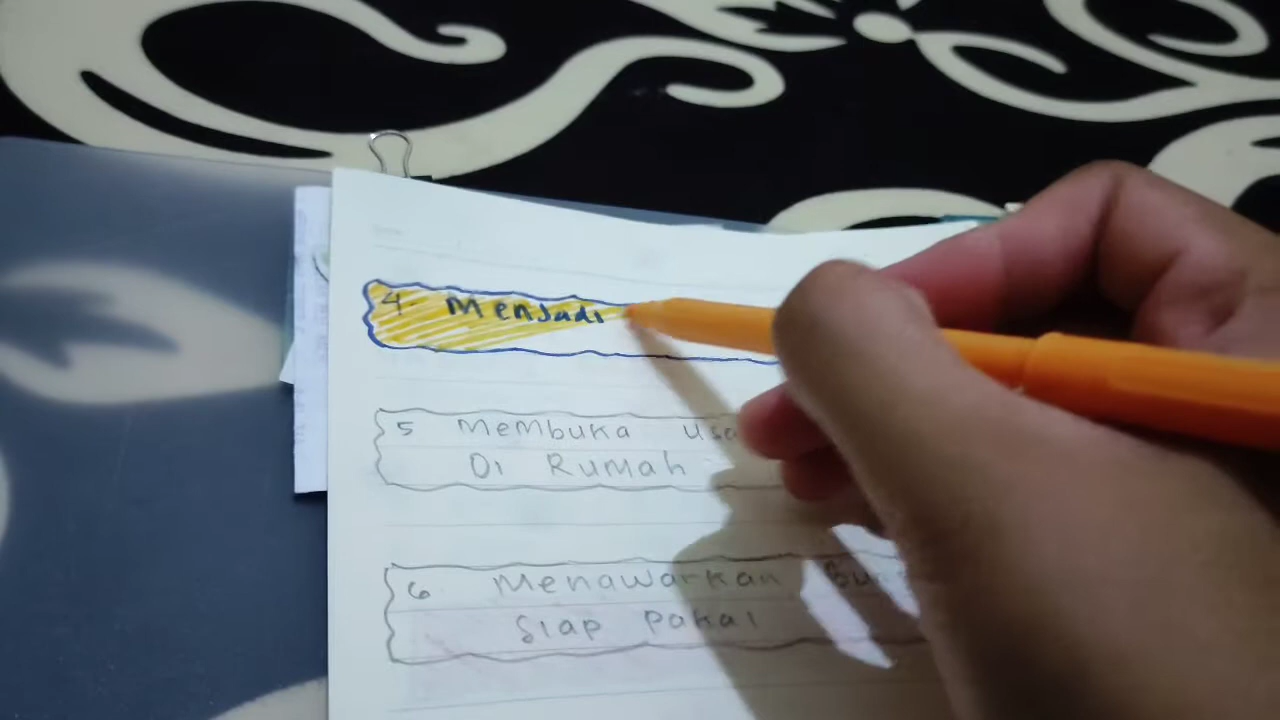 4 Menjadi
5 Membuka
Di Rumah
6 Menawarkan
Siap Pakai